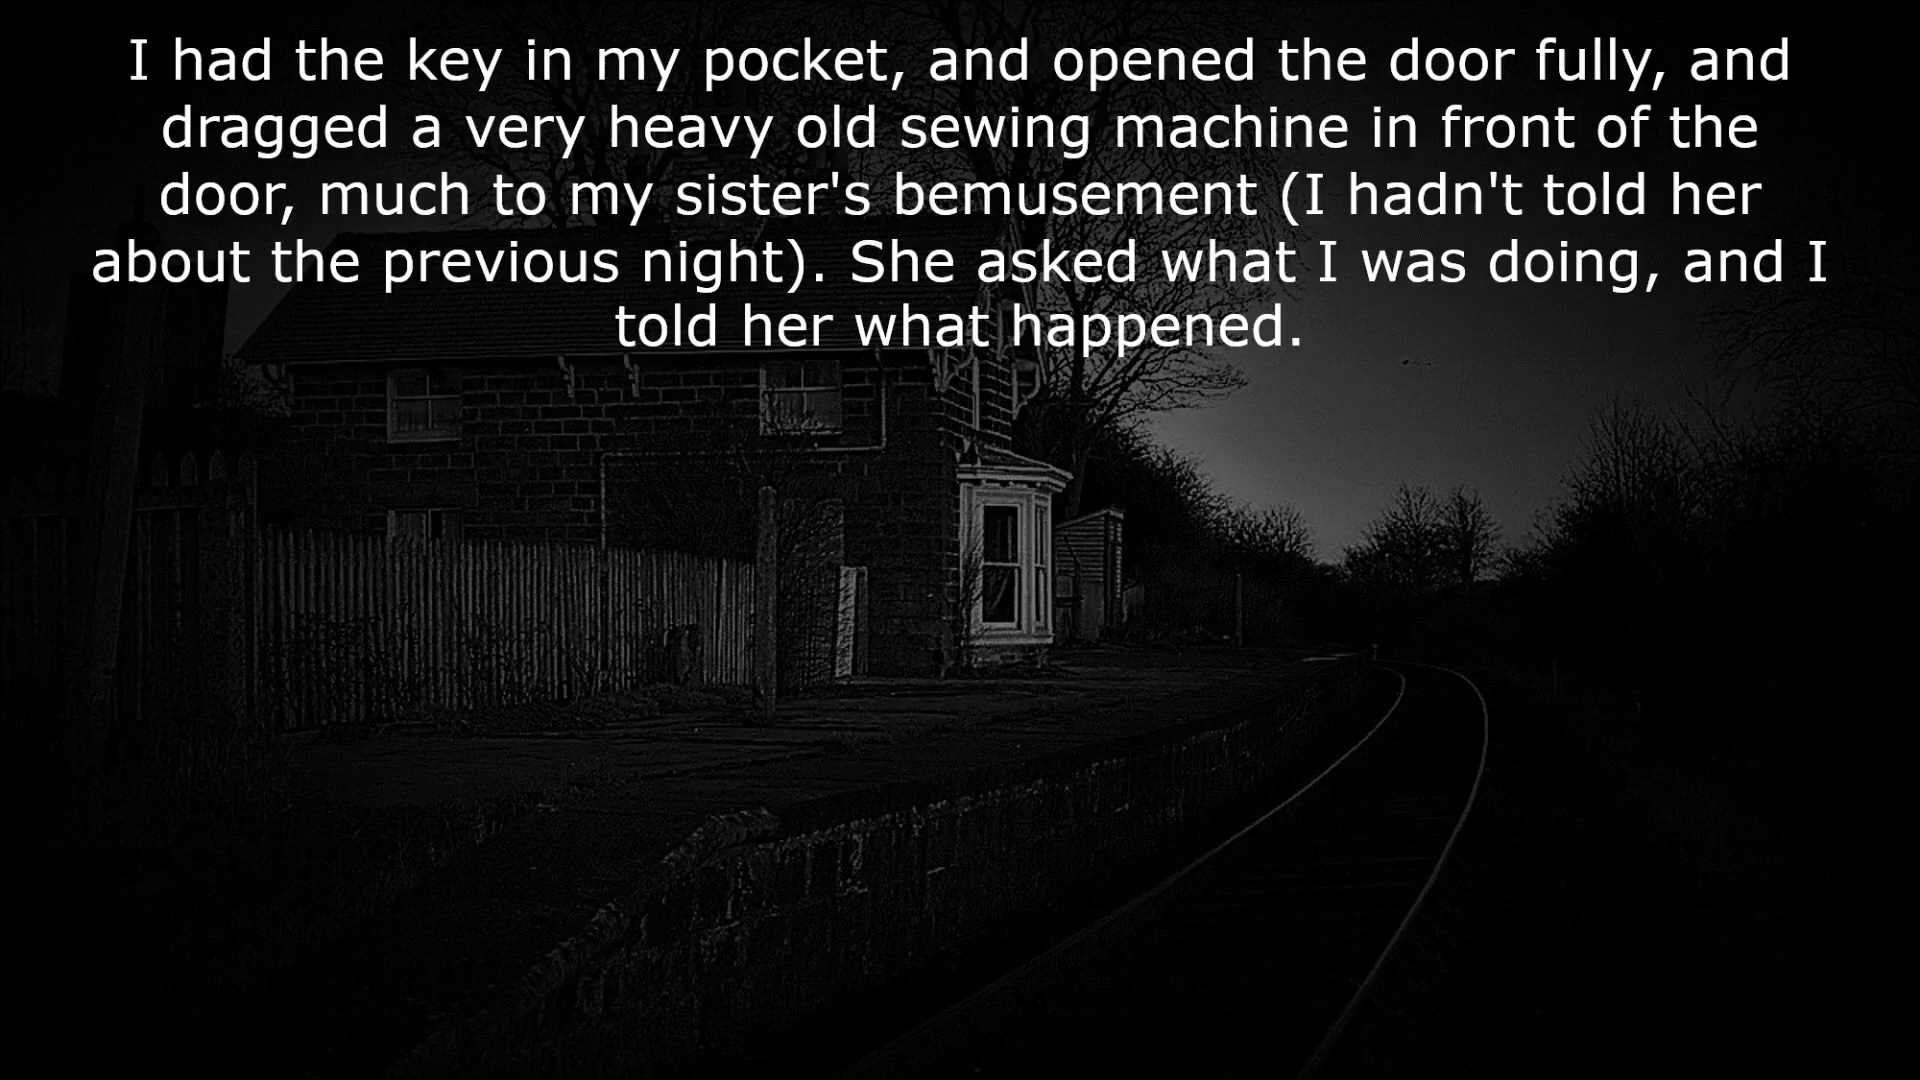 I had the key in my pocket, and opened the door fully, and
dragged a very heavy old sewing machine in front of the
door, much to my sister's bemusement (I hadn't told her
about the previous night). She asked what I was doing, and I
told her what happened.